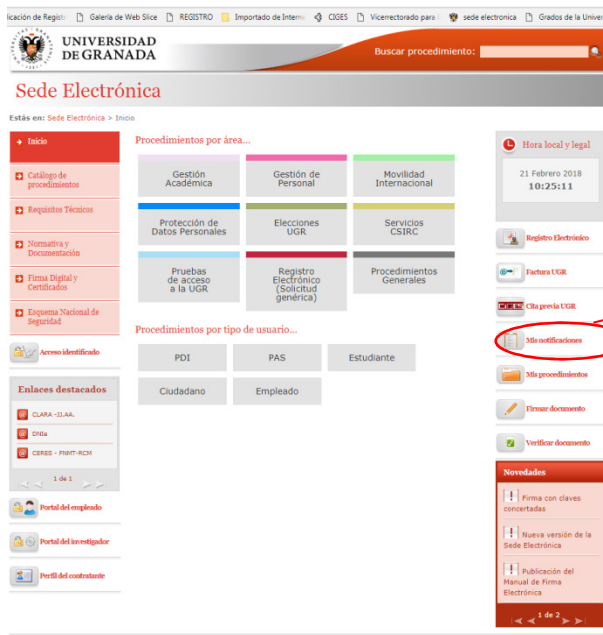 Galería de Web Slice
REGISTRO
Importado de Interne
CIGES
Vicerrectorado para
sede electronica
Grados de la Univer
UNIVERSIDAD
DE GRANADA
Buscar procedimiento:
Sede Electrónica
Estás en: Sede Electrónica > Inicio
Inicio
Catálogo de
procedimientos
Requisitos Técnicos
Normativa y
Documentación
Firma Digital y
Certificados
Esquema Nacional de
Seguridad
Acceso identificado
Enlaces destacados
CLARA -JJ.AA.
DNIe
CERES - FNMT-RCM
1 de 1
Portal del empleado
Portal del investigador
Perfil del contratante
Procedimientos por área...
Gestión
Académica
Gestión de
Personal
Movilidad
Internacional
Protección de
Datos Personales
Elecciones
UGR
Servicios
CSIRC
Pruebas
de acceso
a la UGR
Registro
Electrónico
(Solicitud
genérica)
Procedimientos
Generales
Procedimientos por tipo de usuario...
PDI
PAS
Estudiante
Ciudadano
Empleado
Hora local y legal
21 Febrero 2018
10:25:11
Registro Electrónico
Factura UGR
Cita previa UGR
Mis notificaciones
Mis procedimientos
Firmar documento
Verificar documento
Novedades
Firma con claves
concertadas
Nueva versión de la
Sede Electrónica
Publicación del
Manual de Firma
Electrónica
1 de 2